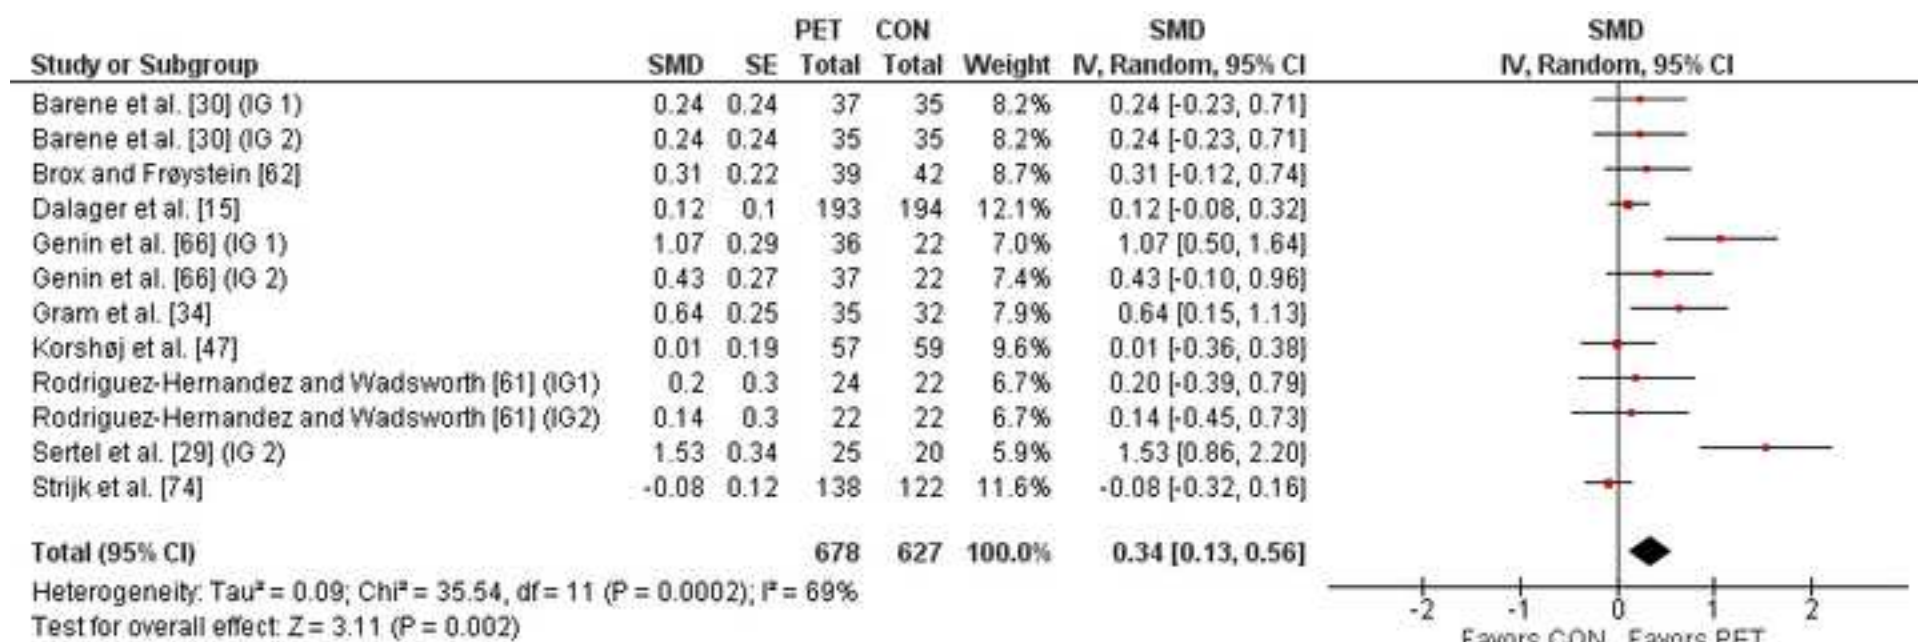 PET CON SMD SMD
Study or Subgroup SMD SE Total Total Weight IV, Random, 95% CI IV, Random, 95% CI
Barene et al. [30] (IG 1) 0.24 0.24 37 35 8.2% 0.24 [-0.23, 0.71]
Barene et al. [30] (IG 2) 0.24 0.24 35 35 8.2% 0.24 [-0.23, 0.71]
Brox and Frøystein [62] 0.31 0.22 39 42 8.7% 0.31 [-0.12, 0.74]
Dalager et al. [15] 0.12 0.1 193 194 12.1% 0.12 [-0.08, 0.32]
Genin et al. [66] (IG 1) 1.07 0.29 36 22 7.0% 1.07 [0.50, 1.64]
Genin et al. [66] (IG 2) 0.43 0.27 37 22 7.4% 0.43 [-0.10, 0.96]
Gram et al. [34] 0.64 0.25 35 32 7.9% 0.64 [0.15, 1.13]
Korshøj et al. [47] 0.01 0.19 57 59 9.6% 0.01 [-0.36, 0.38]
Rodriguez-Hernandez and Wadsworth [61] (IG1) 0.2 0.3 24 22 6.7% 0.20 [-0.39, 0.79]
Rodriguez-Hernandez and Wadsworth [61] (IG2) 0.14 0.3 22 22 6.7% 0.14 [-0.45, 0.73]
Sertel et al. [29] (IG 2) 1.53 0.34 25 20 5.9% 1.53 [0.86, 2.20]
Strijk et al. [74] -0.08 0.12 138 122 11.6% -0.08 [-0.32, 0.16]
Total (95% CI) 678 627 100.0% 0.34 [0.13, 0.56]
Heterogeneity: Tau² = 0.09; Chi² = 35.54, df = 11 (P = 0.0002); I² = 69%
Test for overall effect: Z = 3.11 (P = 0.002)
-2 -1 0 1 2
Favors CON Favors PET